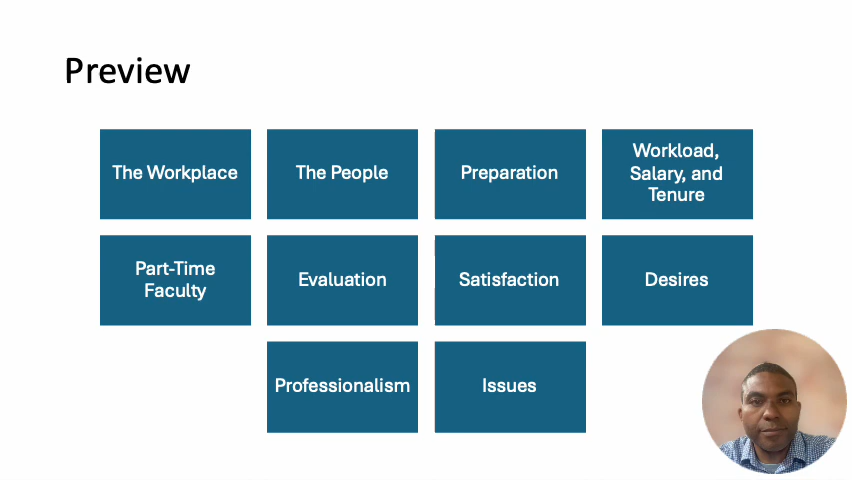 Preview
The Workplace
The People
Preparation
Workload,
Salary, and
Tenure
Part-Time
Faculty
Evaluation
Satisfaction
Desires
Professionalism
Issues